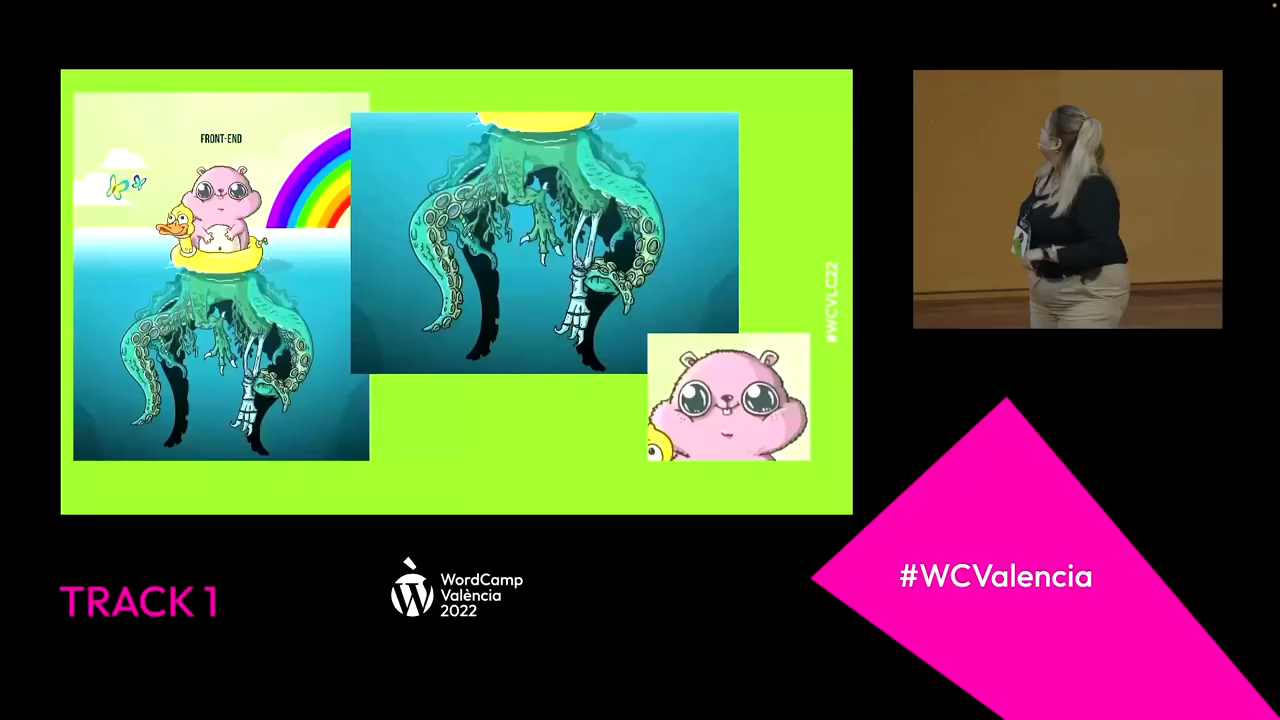 FRONT-END
#WCVLC22
TRACK 1
WordCamp
València
2022
#WCValencia